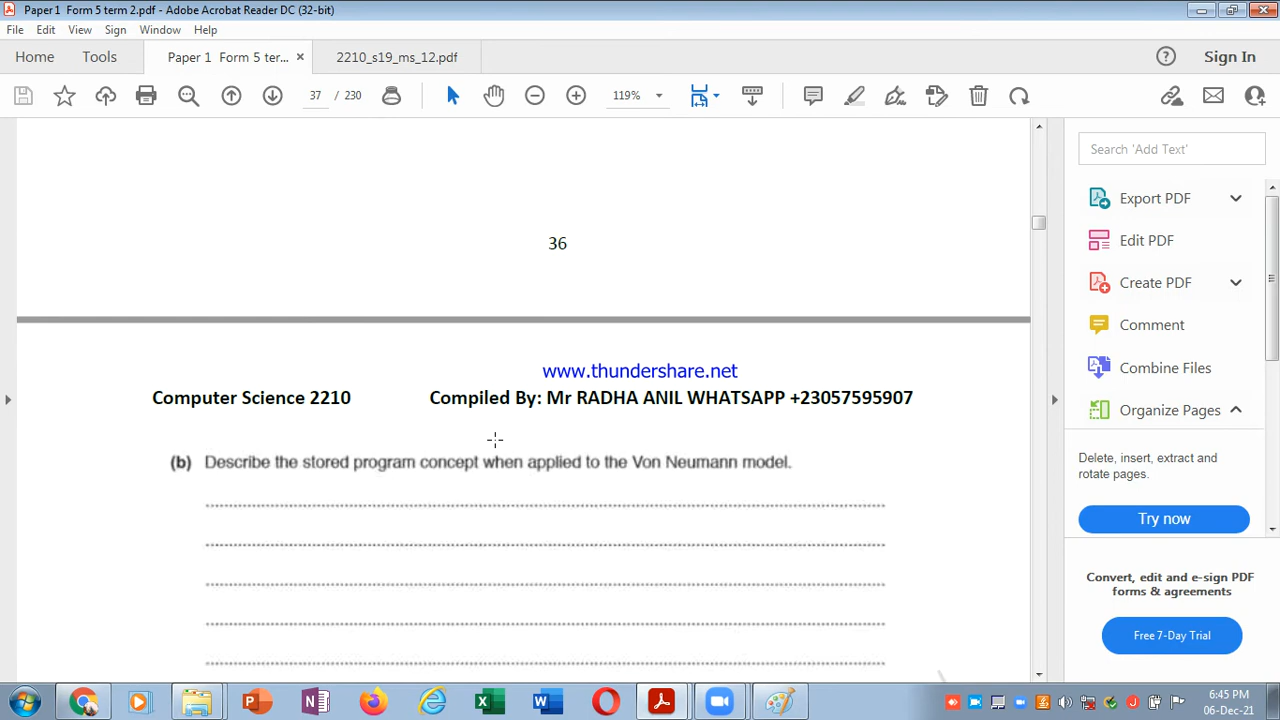 Paper 1 Form 5 term 2.pdf - Adobe Acrobat Reader DC (32-bit)
File Edit View Sign Window Help
Home Tools Paper 1 Form 5 ter... × 2210_s19_ms_12.pdf Sign In
37 / 230 119%
Search 'Add Text'
Export PDF
Edit PDF
Create PDF
Comment
Combine Files
Organize Pages
Delete, insert, extract and
rotate pages.
Try now
Convert, edit and e-sign PDF
forms & agreements
Free 7-Day Trial
36
www.thundershare.net
Computer Science 2210 Compiled By: Mr RADHA ANIL WHATSAPP +23057595907
(b) Describe the stored program concept when applied to the Von Neumann model.
6:45 PM
06-Dec-21